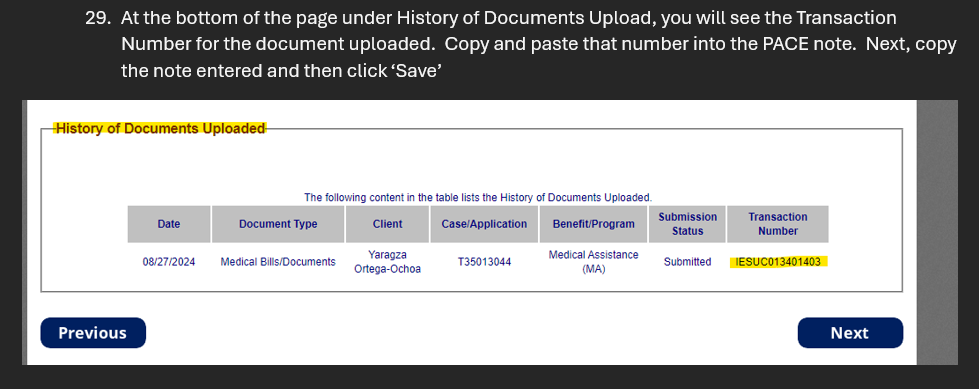 29. At the bottom of the page under History of Documents Upload, you will see the Transaction
Number for the document uploaded.  Copy and paste that number into the PACE note.  Next, copy
the note entered and then click ‘Save’
History of Documents Uploaded
The following content in the table lists the History of Documents Uploaded.
Date Document Type Client Case/Application Benefit/Program Submission Status Transaction Number
08/27/2024 Medical Bills/Documents Yaragza Ortega-Ochoa T35013044 Medical Assistance (MA) Submitted IESUC013401403
Previous Next